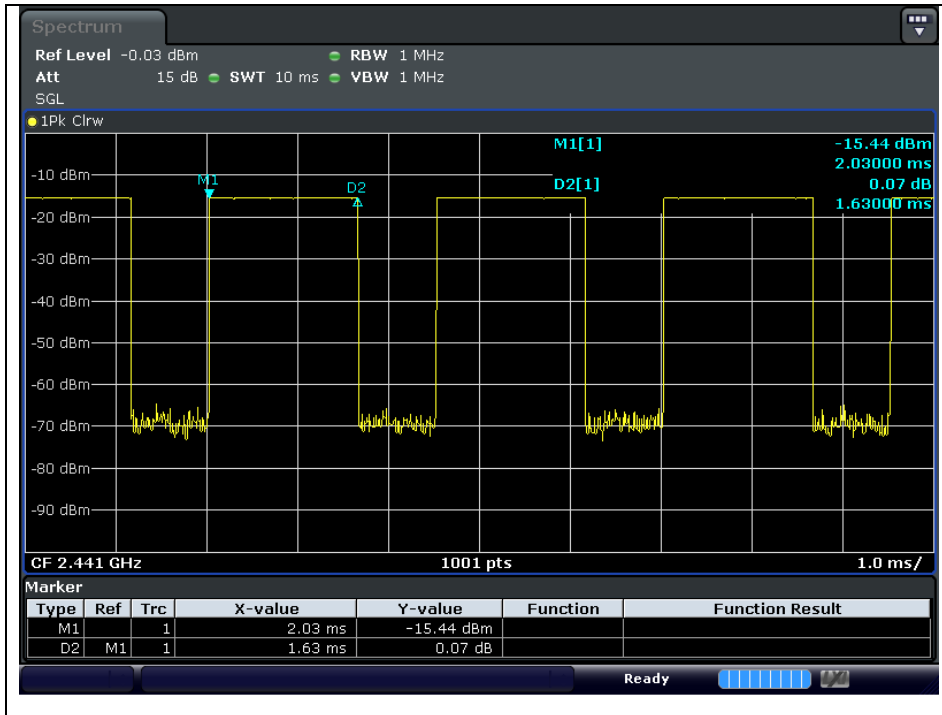 Spectrum
Ref Level -0.03 dBm RBW 1 MHz
Att 15 dB SWT 10 ms VBW 1 MHz
SGL
1Pk Clrw
M1[1] -15.44 dBm
2.03000 ms
D2[1] 0.07 dB
1.63000 ms
M1
D2
-10 dBm
-20 dBm
-30 dBm
-40 dBm
-50 dBm
-60 dBm
-70 dBm
-80 dBm
-90 dBm
CF 2.441 GHz 1001 pts 1.0 ms/
Marker
Type Ref Trc X-value Y-value Function Function Result
M1 1 2.03 ms -15.44 dBm
D2 M1 1 1.63 ms 0.07 dB
Ready